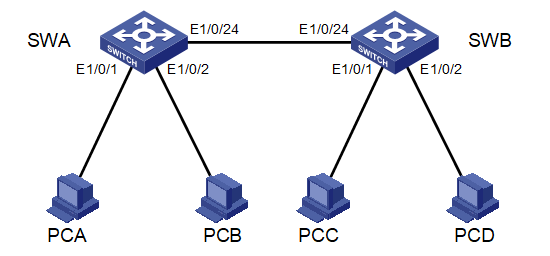 SWA
E1/0/24
E1/0/24
SWB
SWITCH
SWITCH
E1/0/1
E1/0/2
E1/0/1
E1/0/2
PCA
PCB
PCC
PCD